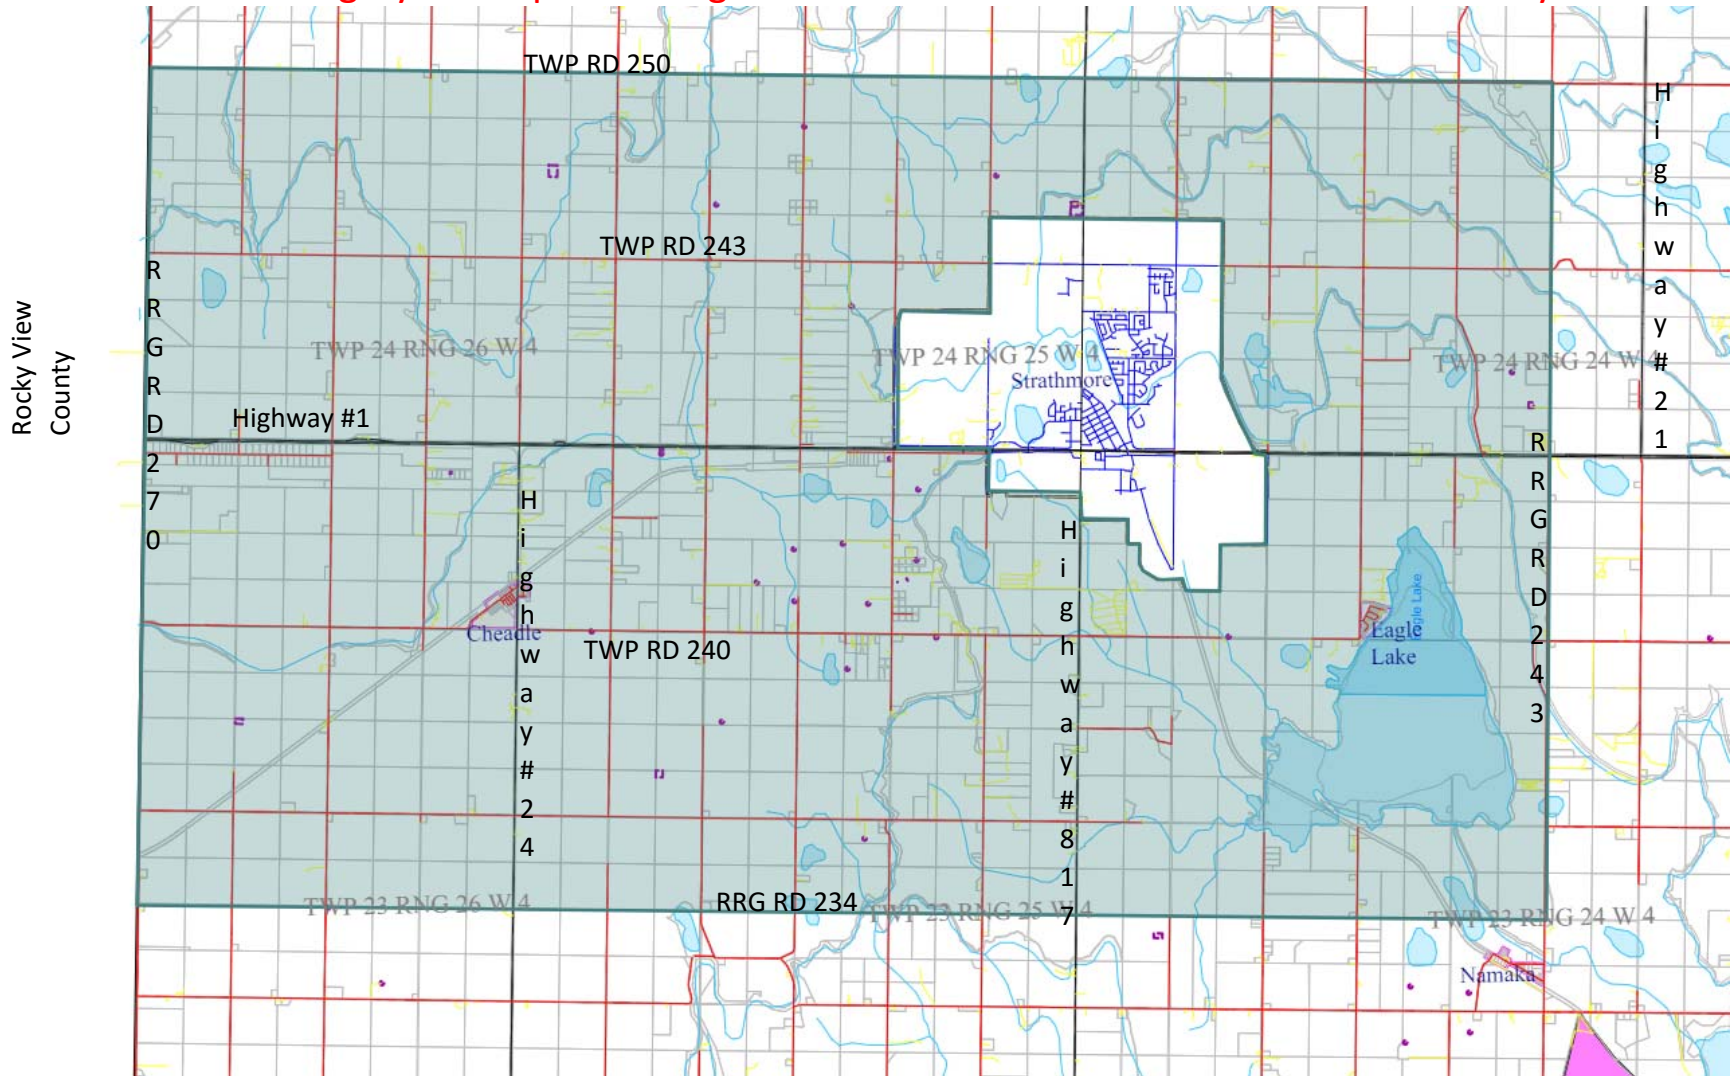 TWP RD 250
Highway #21
TWP RD 243
RRGRRD270
Rocky View
County
TWP 24 RNG 26 W 4
TWP 24 RNG 25 W 4
TWP 24 RNG 24 W 4
Strathmore
Highway #1
RRGRD243
Highway#24
Highway#817
Eagle Lake
Cheadle
TWP RD 240
Eagle
Lake
RRG RD 234
TWP 23 RNG 26 W 4
TWP 23 RNG 25 W 4
TWP 23 RNG 24 W 4
Namaka